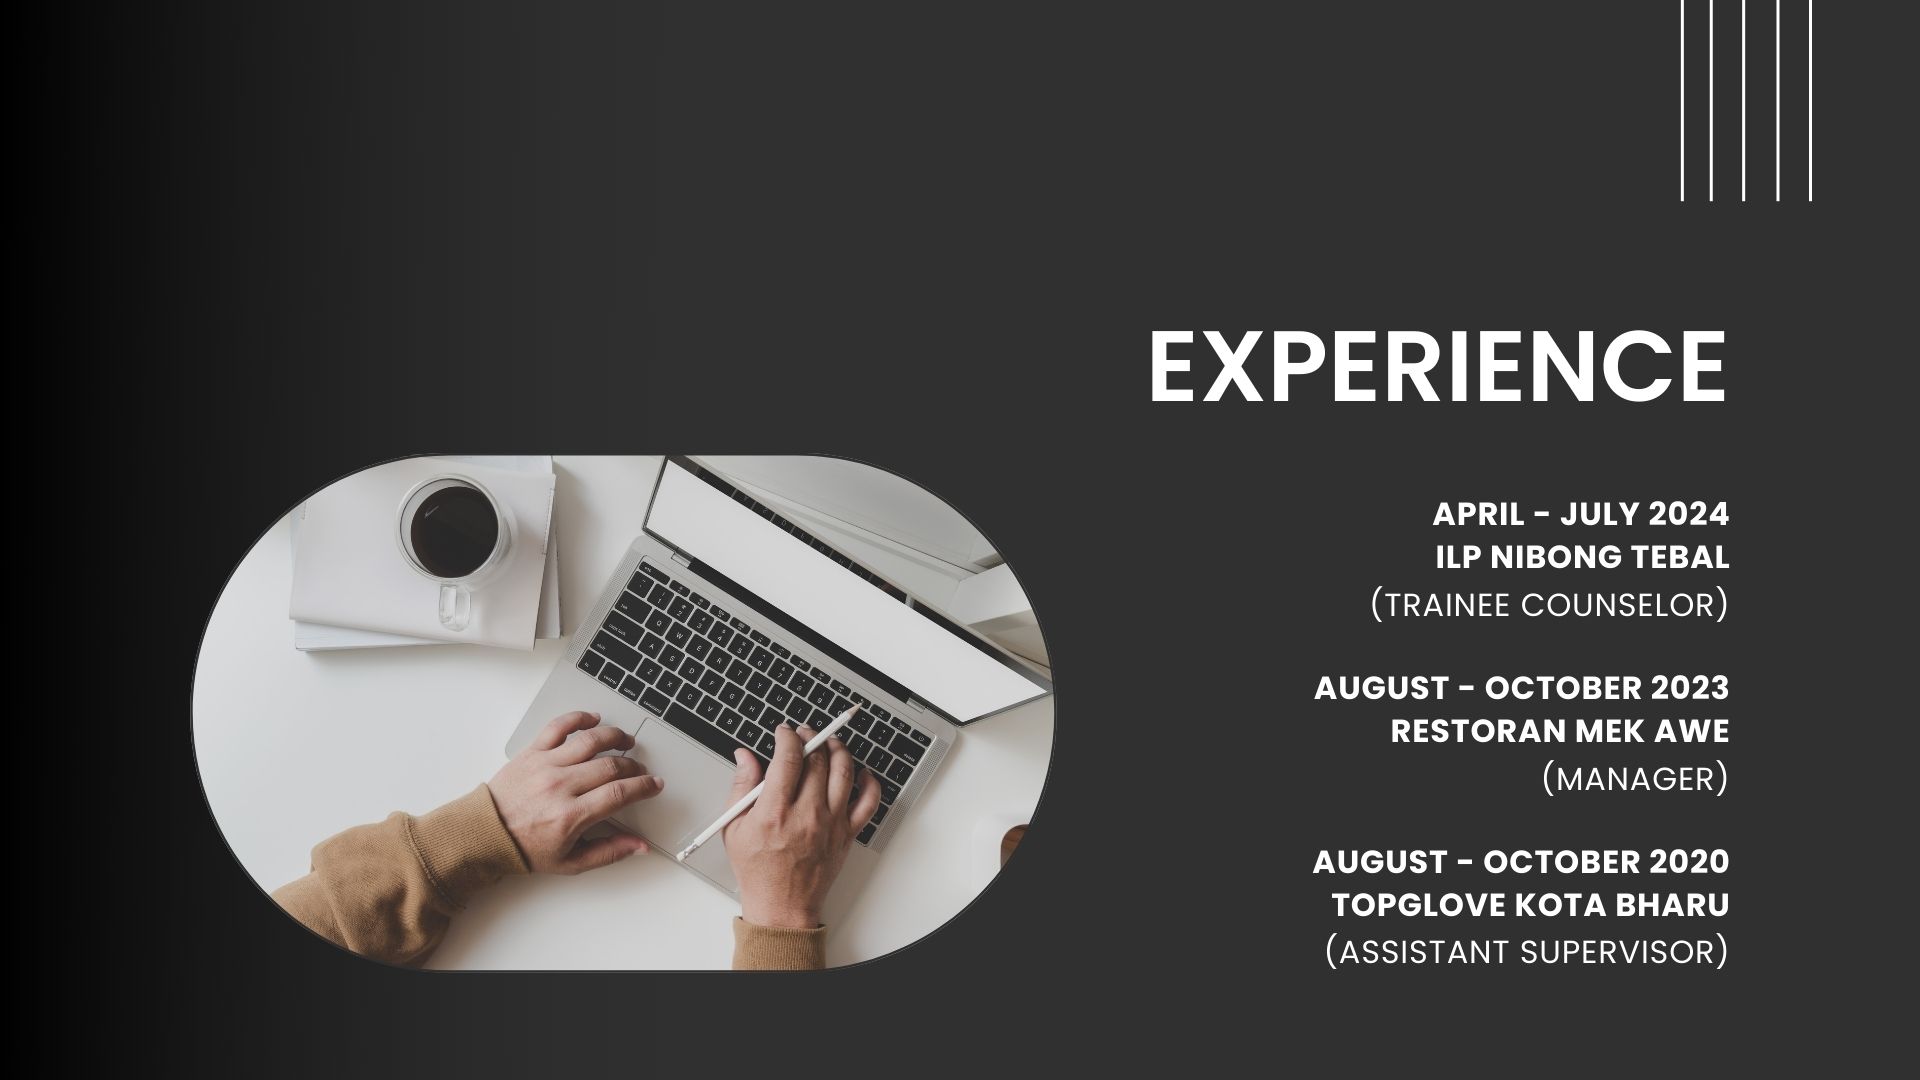 EXPERIENCE
APRIL - JULY 2024
ILP NIBONG TEBAL
(TRAINEE COUNSELOR)
AUGUST - OCTOBER 2023
RESTORAN MEK AWE
(MANAGER)
AUGUST - OCTOBER 2020
TOPGLOVE KOTA BHARU
(ASSISTANT SUPERVISOR)